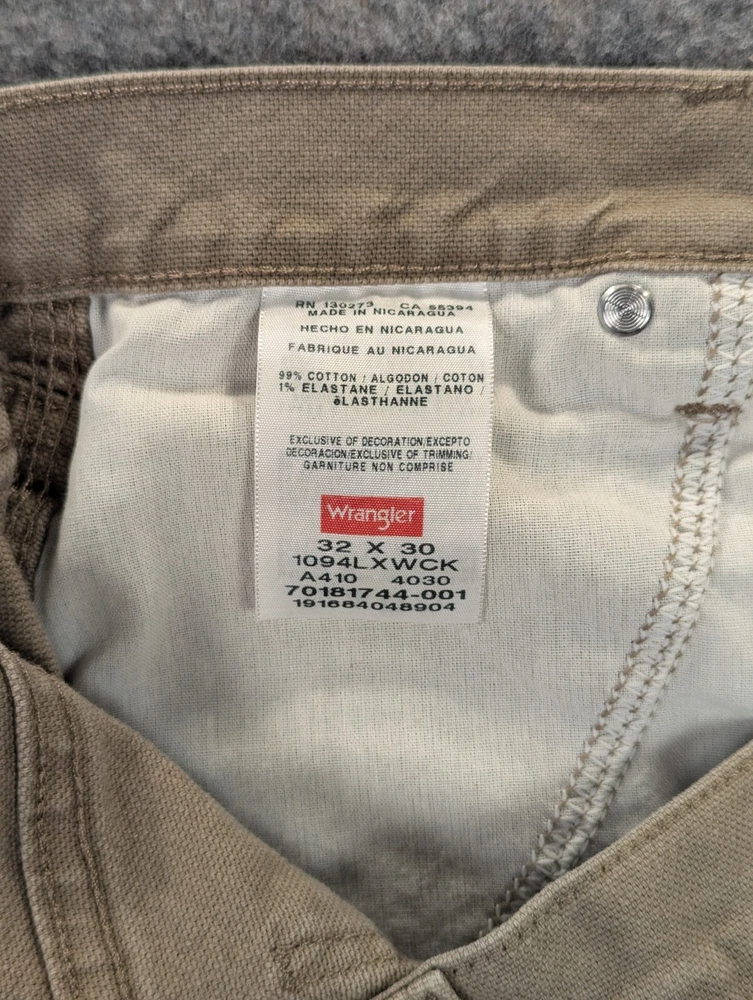 RN 130273 CA 55394
MADE IN NICARAGUA
HECHO EN NICARAGUA
FABRIQUE AU NICARAGUA
99% COTTON / ALGODON / COTON
1% ELASTANE / ELASTANO /
éLASTHANNE
EXCLUSIVE OF DECORATION/EXCEPTO
DECORACION/EXCLUSIVE OF TRIMMING/
GARNITURE NON COMPRISE
Wrangler
32 X 30
1094LXWCK
A410 4030
70181744-001
191684048904